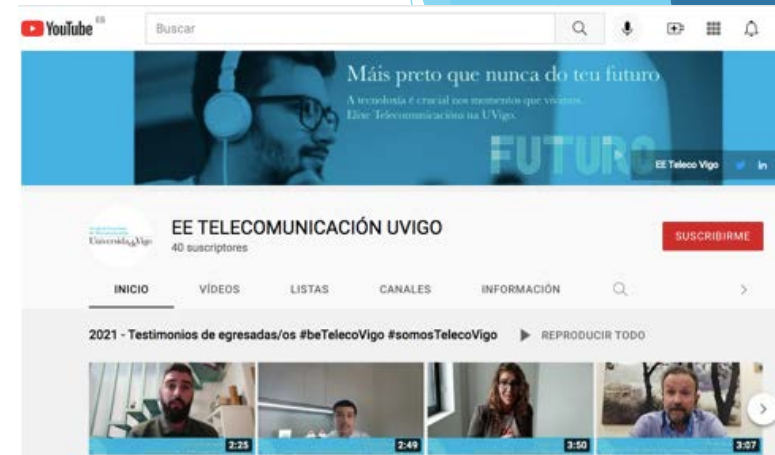 YouTube ES
Buscar
Máis preto que nunca do teu futuro
A tecnoloxía é crucial nos momentos que vivimos.
Elixe Telecomunicación na UVigo.
FUTURO
EE Teleco Vigo
in
Universida de Vigo
EE TELECOMUNICACIÓN UVIGO
40 suscriptores
SUSCRIBIRME
INICIO VÍDEOS LISTAS CANALES INFORMACIÓN
2021 - Testimonios de egresadas/os #beTelecoVigo #somosTelecoVigo REPRODUCIR TODO
2:25 2:49 3:50 3:07